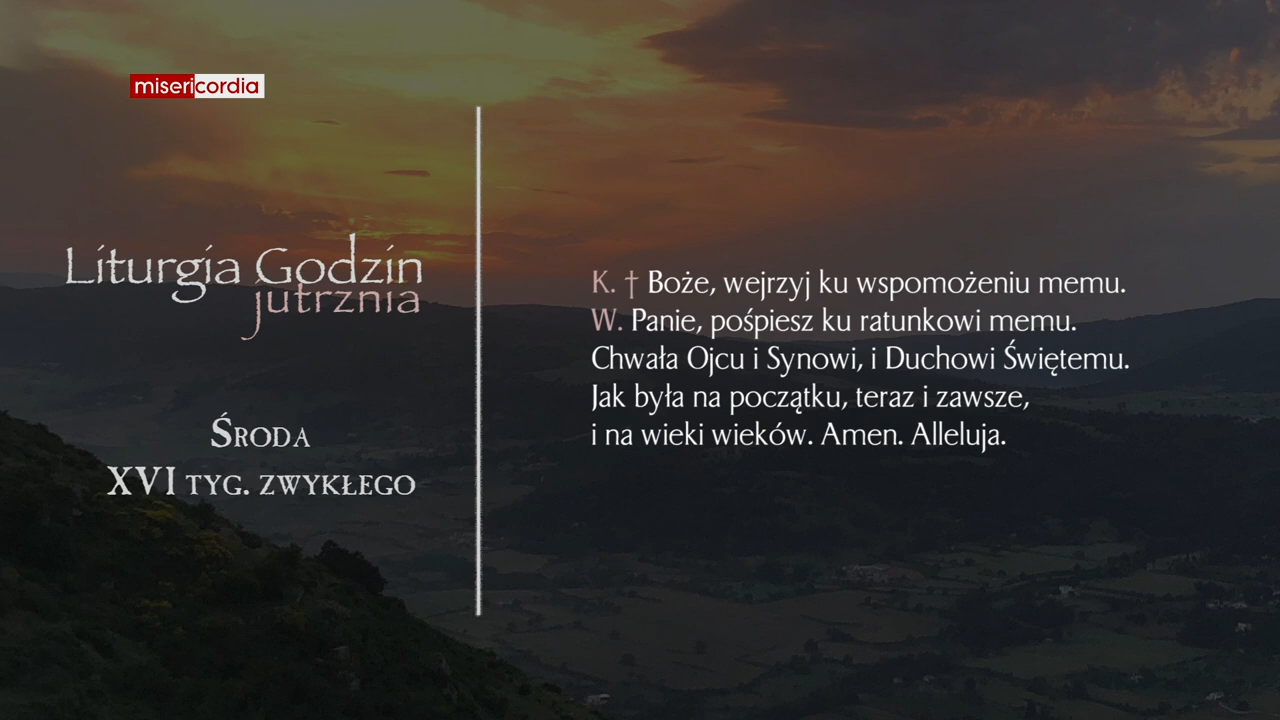 misericordia
Liturgia Godzin
jutrznia
Środa
XVI tyg. zwykłego
K. † Boże, wejrzyj ku wspomożeniu memu.
W. Panie, pośpiesz ku ratunkowi memu.
Chwała Ojcu i Synowi, i Duchowi Świętemu.
Jak była na początku, teraz i zawsze,
i na wieki wieków. Amen. Alleluja.